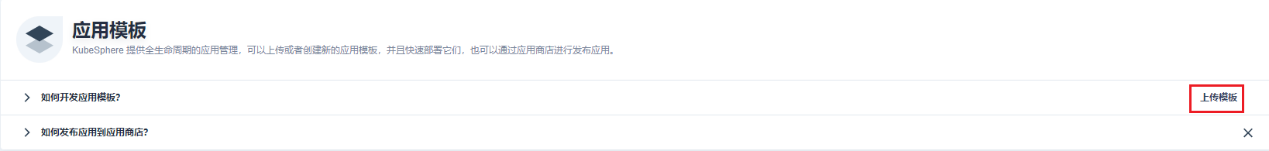 应用模板
KubeSphere 提供全生命周期的应用管理，可以上传或者创建新的应用模板，并且快速部署它们，也可以通过应用商店进行发布应用。
如何开发应用模板?
上传模板
如何发布应用到应用商店?